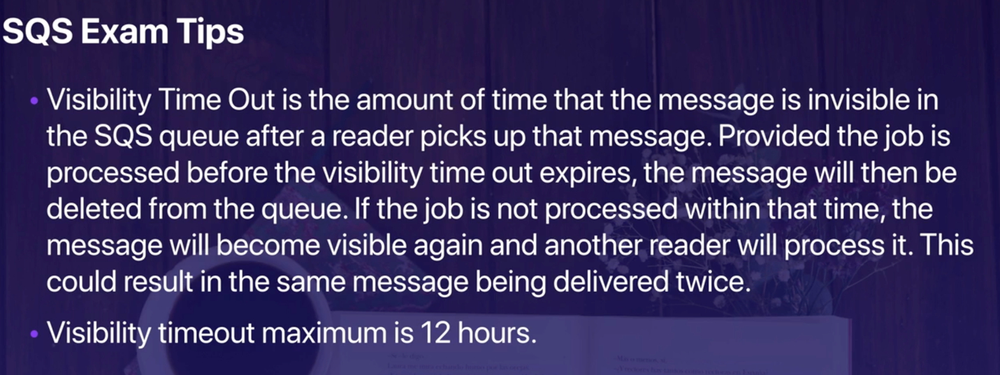 SQS Exam Tips
• Visibility Time Out is the amount of time that the message is invisible in
the SQS queue after a reader picks up that message. Provided the job is
processed before the visibility time out expires, the message will then be
deleted from the queue. If the job is not processed within that time, the
message will become visible again and another reader will process it. This
could result in the same message being delivered twice.
• Visibility timeout maximum is 12 hours.